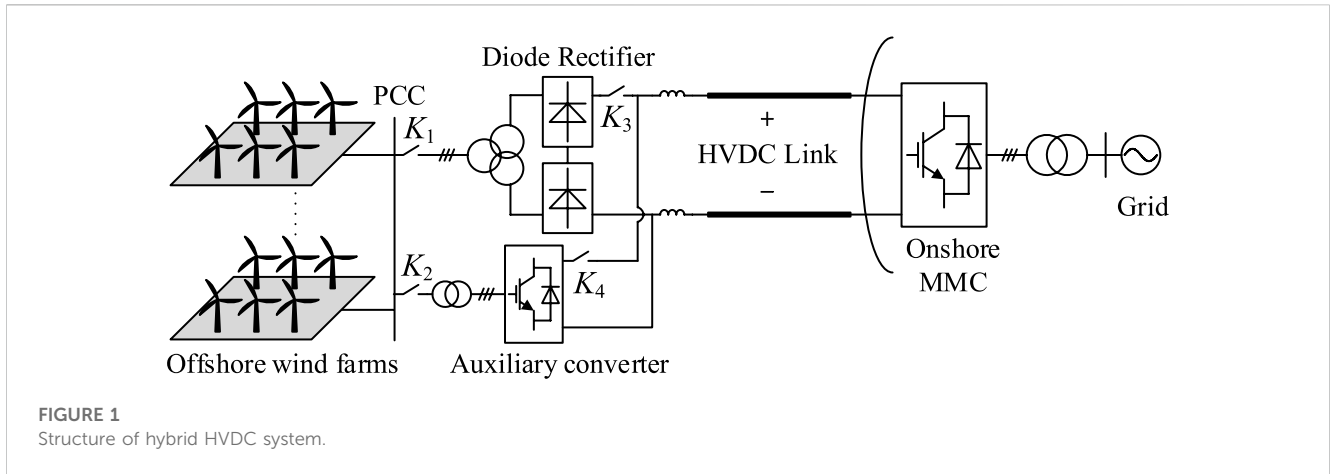 Diode Rectifier
PCC
K1
K3
+
HVDC Link
−
Grid
Onshore
MMC
K2
K4
Offshore wind farms
Auxiliary converter
FIGURE 1
Structure of hybrid HVDC system.